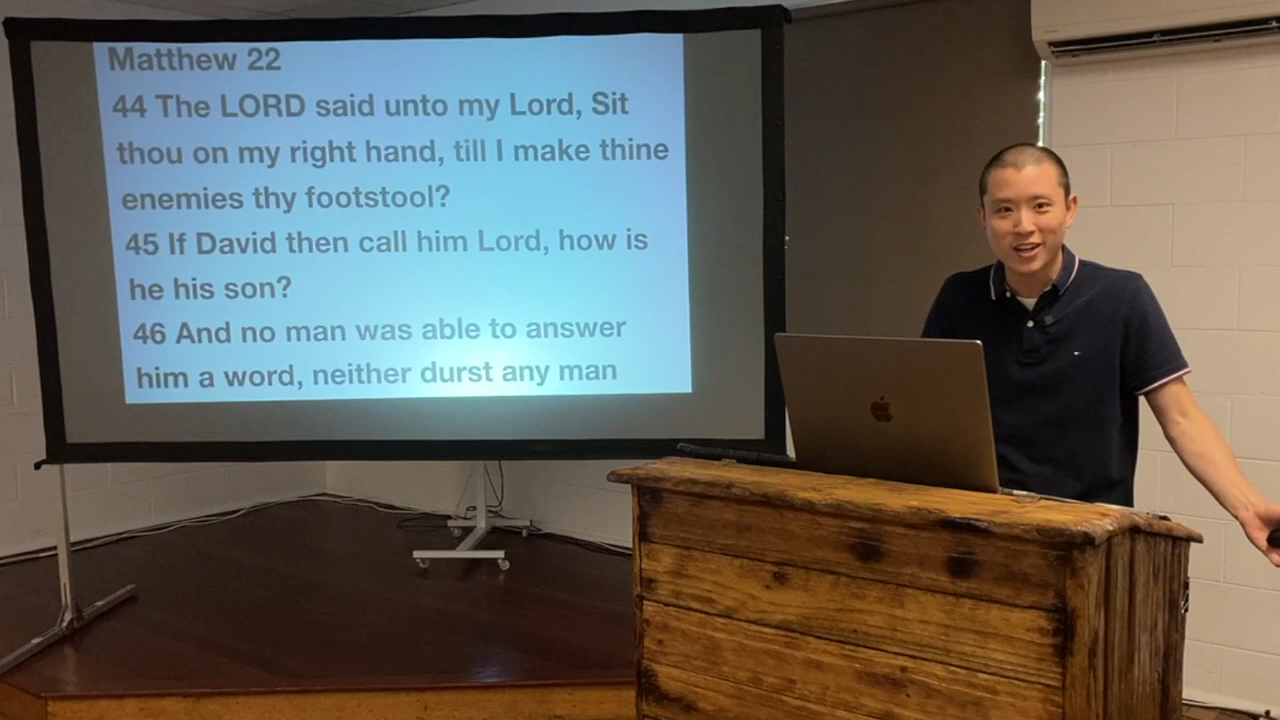 Matthew 22
44 The LORD said unto my Lord, Sit
thou on my right hand, till I make thine
enemies thy footstool?
45 If David then call him Lord, how is
he his son?
46 And no man was able to answer
him a word, neither durst any man